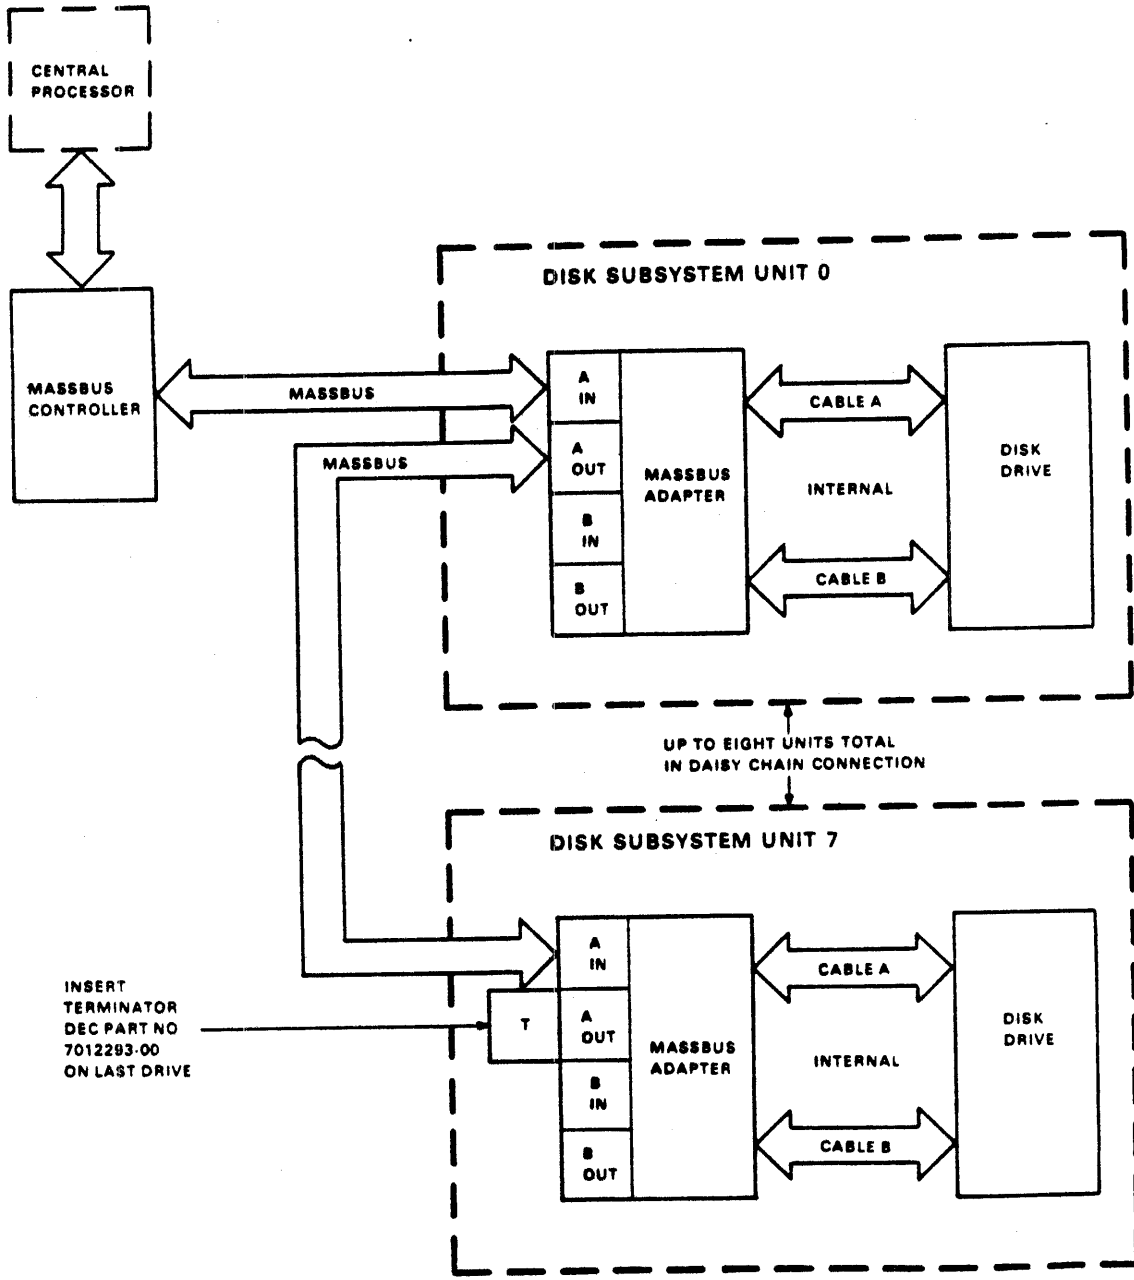 CENTRAL
PROCESSOR
MASSBUS
CONTROLLER
MASSBUS
MASSBUS
DISK SUBSYSTEM UNIT 0
A
IN
A
OUT
B
IN
B
OUT
MASSBUS
ADAPTER
CABLE A
INTERNAL
CABLE B
DISK
DRIVE
UP TO EIGHT UNITS TOTAL
IN DAISY CHAIN CONNECTION
DISK SUBSYSTEM UNIT 7
INSERT
TERMINATOR
DEC PART NO
7012293-00
ON LAST DRIVE
T
A
IN
A
OUT
B
IN
B
OUT
MASSBUS
ADAPTER
CABLE A
INTERNAL
CABLE B
DISK
DRIVE